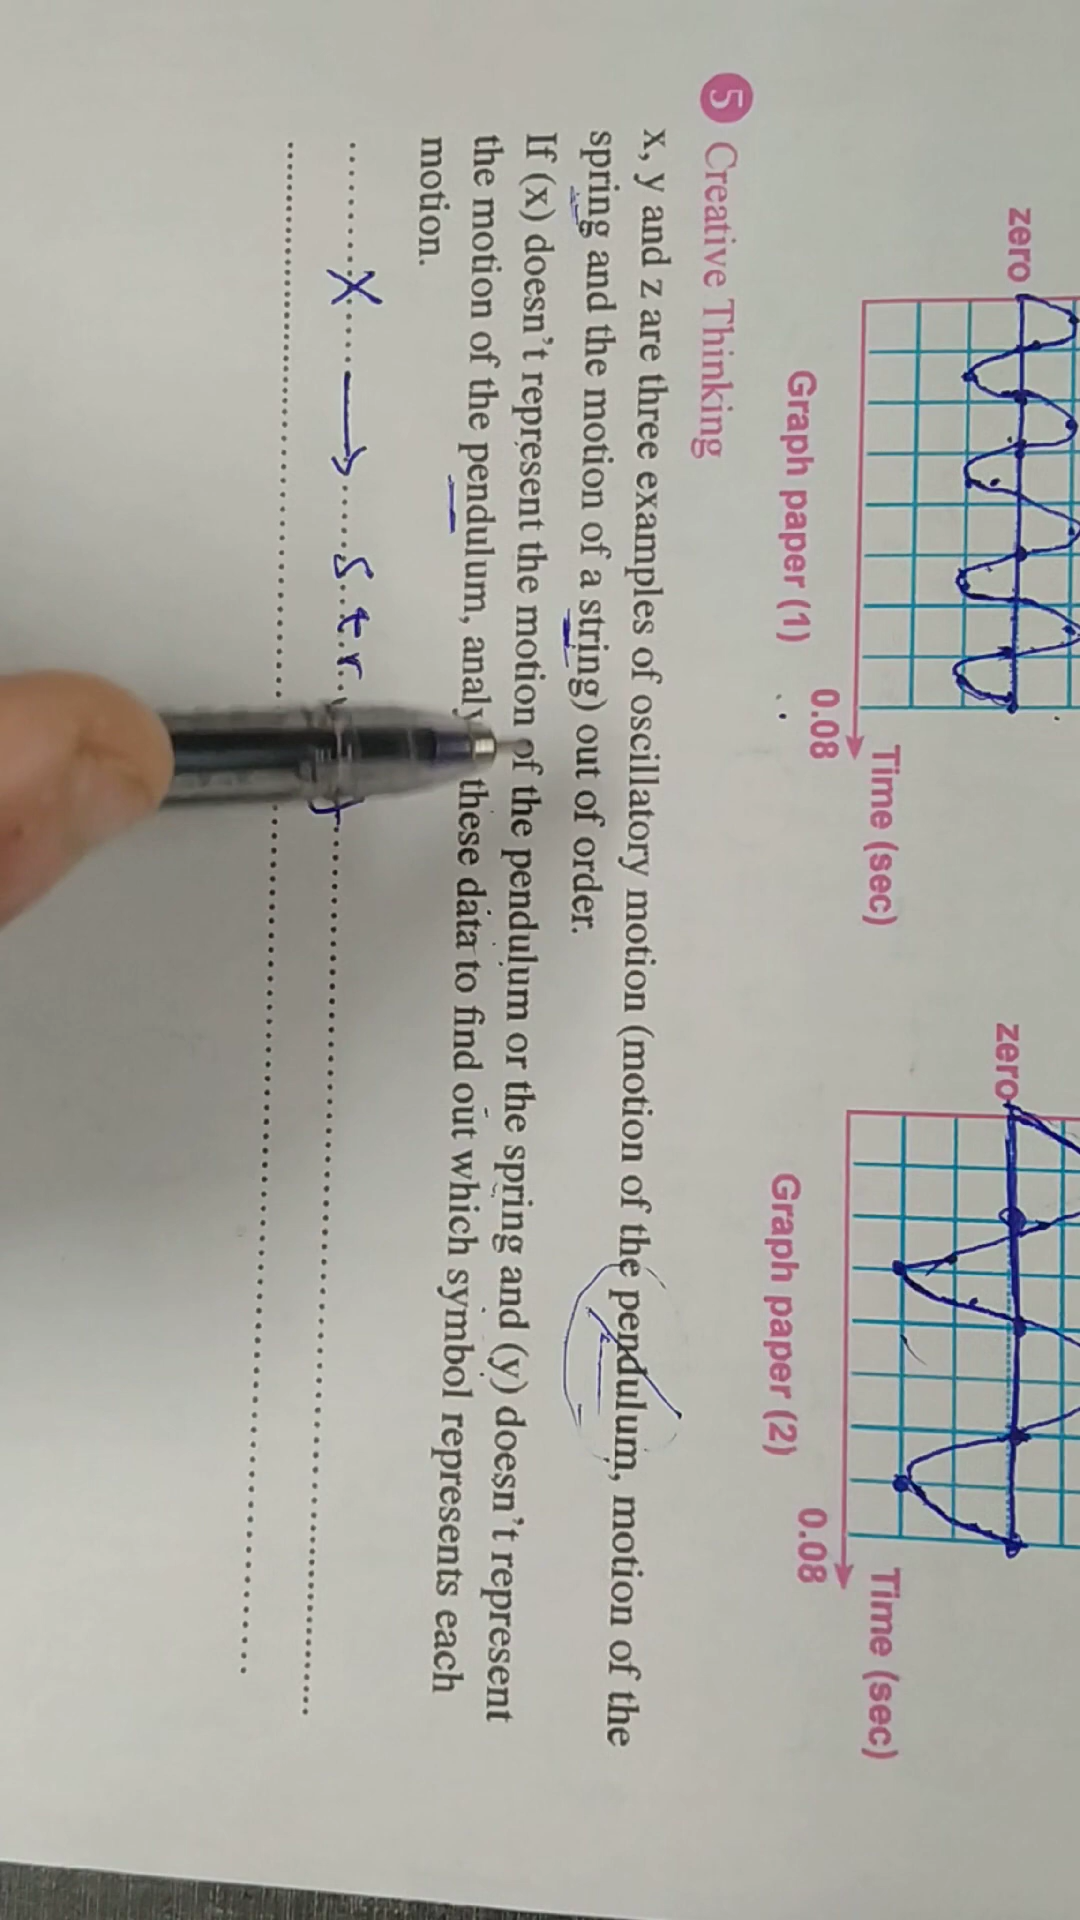 zero
Time (sec)
0.08
Graph paper (1)
zero
Time (sec)
0.08
Graph paper (2)
5 Creative Thinking
x, y and z are three examples of oscillatory motion (motion of the pendulum, motion of the
spring and the motion of a string) out of order.
If (x) doesn't represent the motion of the pendulum or the spring and (y) doesn't represent
the motion of the pendulum, these data to find out which symbol represents each
motion.
X → Str